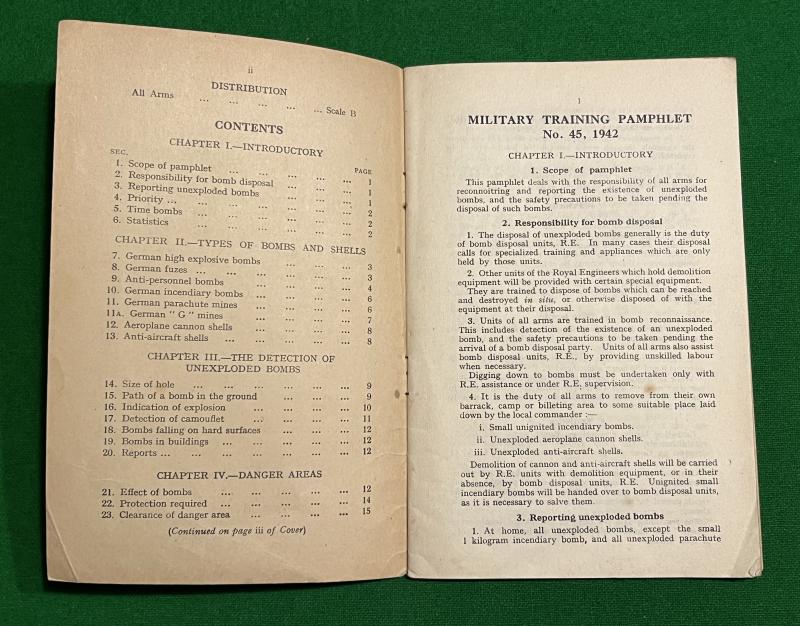 ii
DISTRIBUTION
All Arms ... ... ... ... ... Scale B
CONTENTS
CHAPTER I.—INTRODUCTORY
SEC. PAGE
1. Scope of pamphlet ... ... ... ... 1
2. Responsibility for bomb disposal ... ... ... 1
3. Reporting unexploded bombs ... ... ... 1
4. Priority ... ... ... ... ... ... 2
5. Time bombs ... ... ... ... ... 2
6. Statistics ... ... ... ... ... 2
CHAPTER II.—TYPES OF BOMBS AND SHELLS
7. German high explosive bombs ... ... ... 3
8. German fuzes ... ... ... ... ... 3
9. Anti-personnel bombs ... ... ... ... 4
10. German incendiary bombs ... ... ... 6
11. German parachute mines ... ... ... 6
11A. German "G" mines ... ... ... ... 7
12. Aeroplane cannon shells ... ... ... 8
13. Anti-aircraft shells ... ... ... ... 8
CHAPTER III.—THE DETECTION OF
UNEXPLODED BOMBS
14. Size of hole ... ... ... ... ... 9
15. Path of a bomb in the ground ... ... ... 9
16. Indication of explosion ... ... ... ... 10
17. Detection of camouflet ... ... ... ... 11
18. Bombs falling on hard surfaces ... ... ... 12
19. Bombs in buildings ... ... ... ... 12
20. Reports ... ... ... ... ... ... 12
CHAPTER IV.—DANGER AREAS
21. Effect of bombs ... ... ... ... 12
22. Protection required ... ... ... ... 14
23. Clearance of danger area ... ... ... ... 15
(Continued on page iii of Cover)
1
MILITARY TRAINING PAMPHLET
No. 45, 1942
CHAPTER I.—INTRODUCTORY
1. Scope of pamphlet
This pamphlet deals with the responsibility of all arms for
reconnoitring and reporting the existence of unexploded
bombs, and the safety precautions to be taken pending the
disposal of such bombs.
2. Responsibility for bomb disposal
1. The disposal of unexploded bombs generally is the duty
of bomb disposal units, R.E. In many cases their disposal
calls for specialized training and appliances which are only
held by those units.
2. Other units of the Royal Engineers which hold demolition
equipment will be provided with certain special equipment.
They are trained to dispose of bombs which can be reached
and destroyed in situ, or otherwise disposed of with the
equipment at their disposal.
3. Units of all arms are trained in bomb reconnaissance.
This includes detection of the existence of an unexploded
bomb, and the safety precautions to be taken pending the
arrival of a bomb disposal party. Units of all arms also assist
bomb disposal units, R.E., by providing unskilled labour
when necessary.
Digging down to bombs must be undertaken only with
R.E. assistance or under R.E. supervision.
4. It is the duty of all arms to remove from their own
barrack, camp or billeting area to some suitable place laid
down by the local commander :—
i. Small unignited incendiary bombs.
ii. Unexploded aeroplane cannon shells.
iii. Unexploded anti-aircraft shells.
Demolition of cannon and anti-aircraft shells will be carried
out by R.E. units with demolition equipment, or in their
absence, by bomb disposal units, R.E. Unignited small
incendiary bombs will be handed over to bomb disposal units,
as it is necessary to salve them.
3. Reporting unexploded bombs
1. At home, all unexploded bombs, except the small
1 kilogram incendiary bomb, and all unexploded parachute